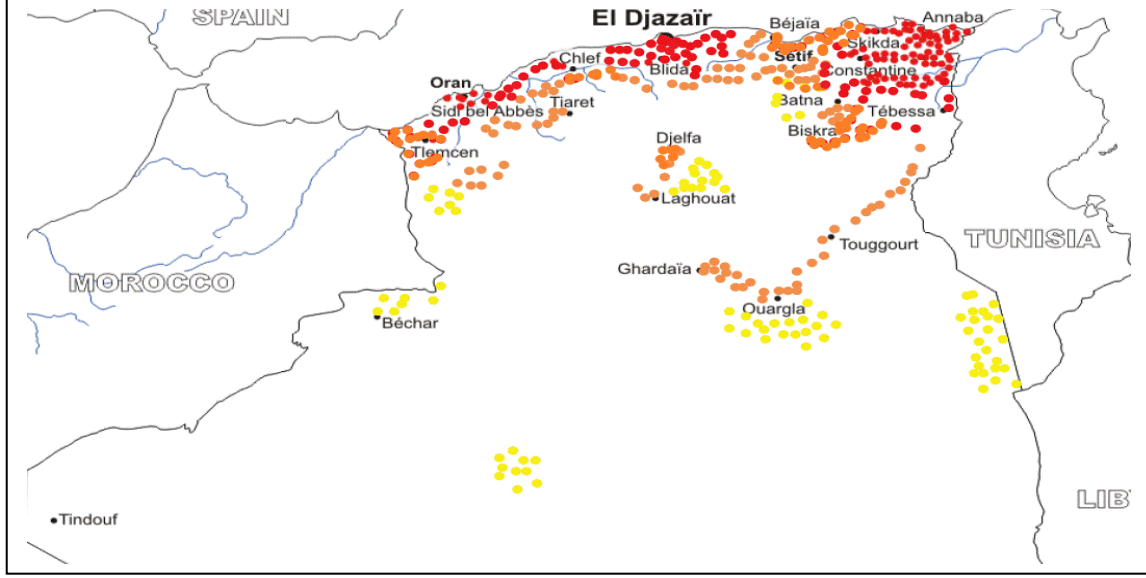 SPAIN
El Djazaïr
Béjaïa
Annaba
Skikda
Chlef
Blida
Sétif
Constantine
Oran
Sidi bel Abbès
Tiaret
Batna
Tébessa
Tlemcen
Djelfa
Biskra
Laghouat
Touggourt
TUNISIA
Ghardaïa
MOROCCO
Ouargla
Béchar
LIB
Tindouf